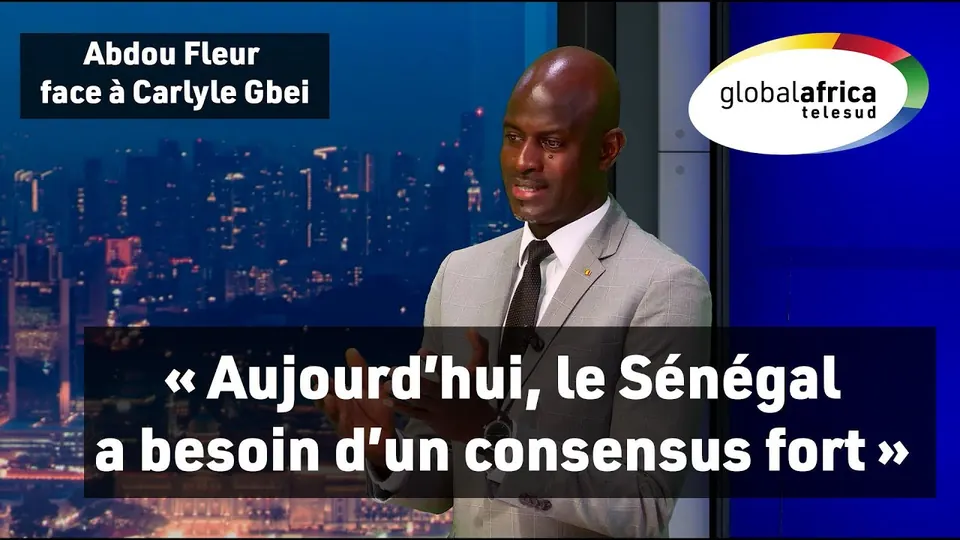 Abdou Fleur
face à Carlyle Gbei
globalafrica
telesud
« Aujourd’hui, le Sénégal
a besoin d’un consensus fort »